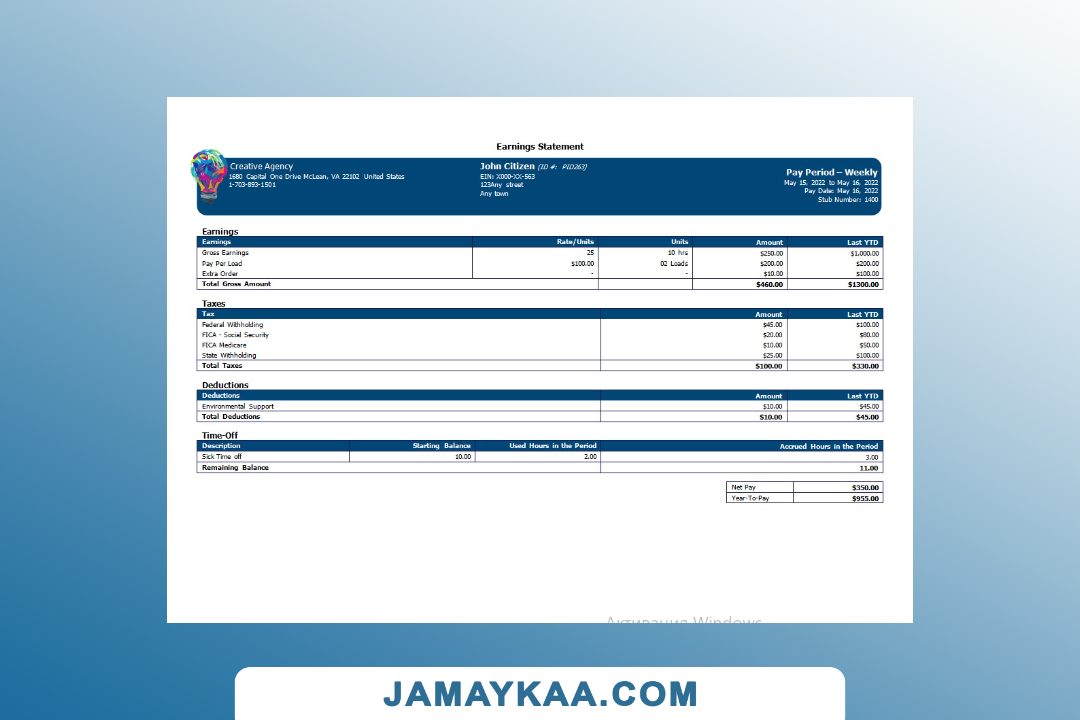 Earnings Statement
Creative Agency
1680 Capital One Drive McLean, VA 22102 United States
1-703-893-1501
John Citizen (ID #: PID263)
EIN: X000-XX-563
123Any street
Any town
Pay Period – Weekly
May 15, 2022 to May 16, 2022
Pay Date: May 16, 2022
Stub Number: 1400
Earnings
Earnings Rate/Units Units Amount Last YTD
Gross Earnings 25 10 hrs $250.00 $1,000.00
Pay Per Load $100.00 02 Loads $200.00 $200.00
Extra Order - - $10.00 $100.00
Total Gross Amount $460.00 $1300.00
Taxes
Tax Amount Last YTD
Federal Withholding $45.00 $100.00
FICA - Social Security $20.00 $80.00
FICA Medicare $10.00 $50.00
State Withholding $25.00 $100.00
Total Taxes $100.00 $330.00
Deductions
Deductions Amount Last YTD
Environmental Support $10.00 $45.00
Total Deductions $10.00 $45.00
Time-Off
Description Starting Balance Used Hours in the Period Accrued Hours in the Period
Sick Time off 10.00 2.00 3.00
Remaining Balance 11.00
Net Pay $350.00
Year-To-Pay $955.00
Активация Windows
JAMAYKAA.COM